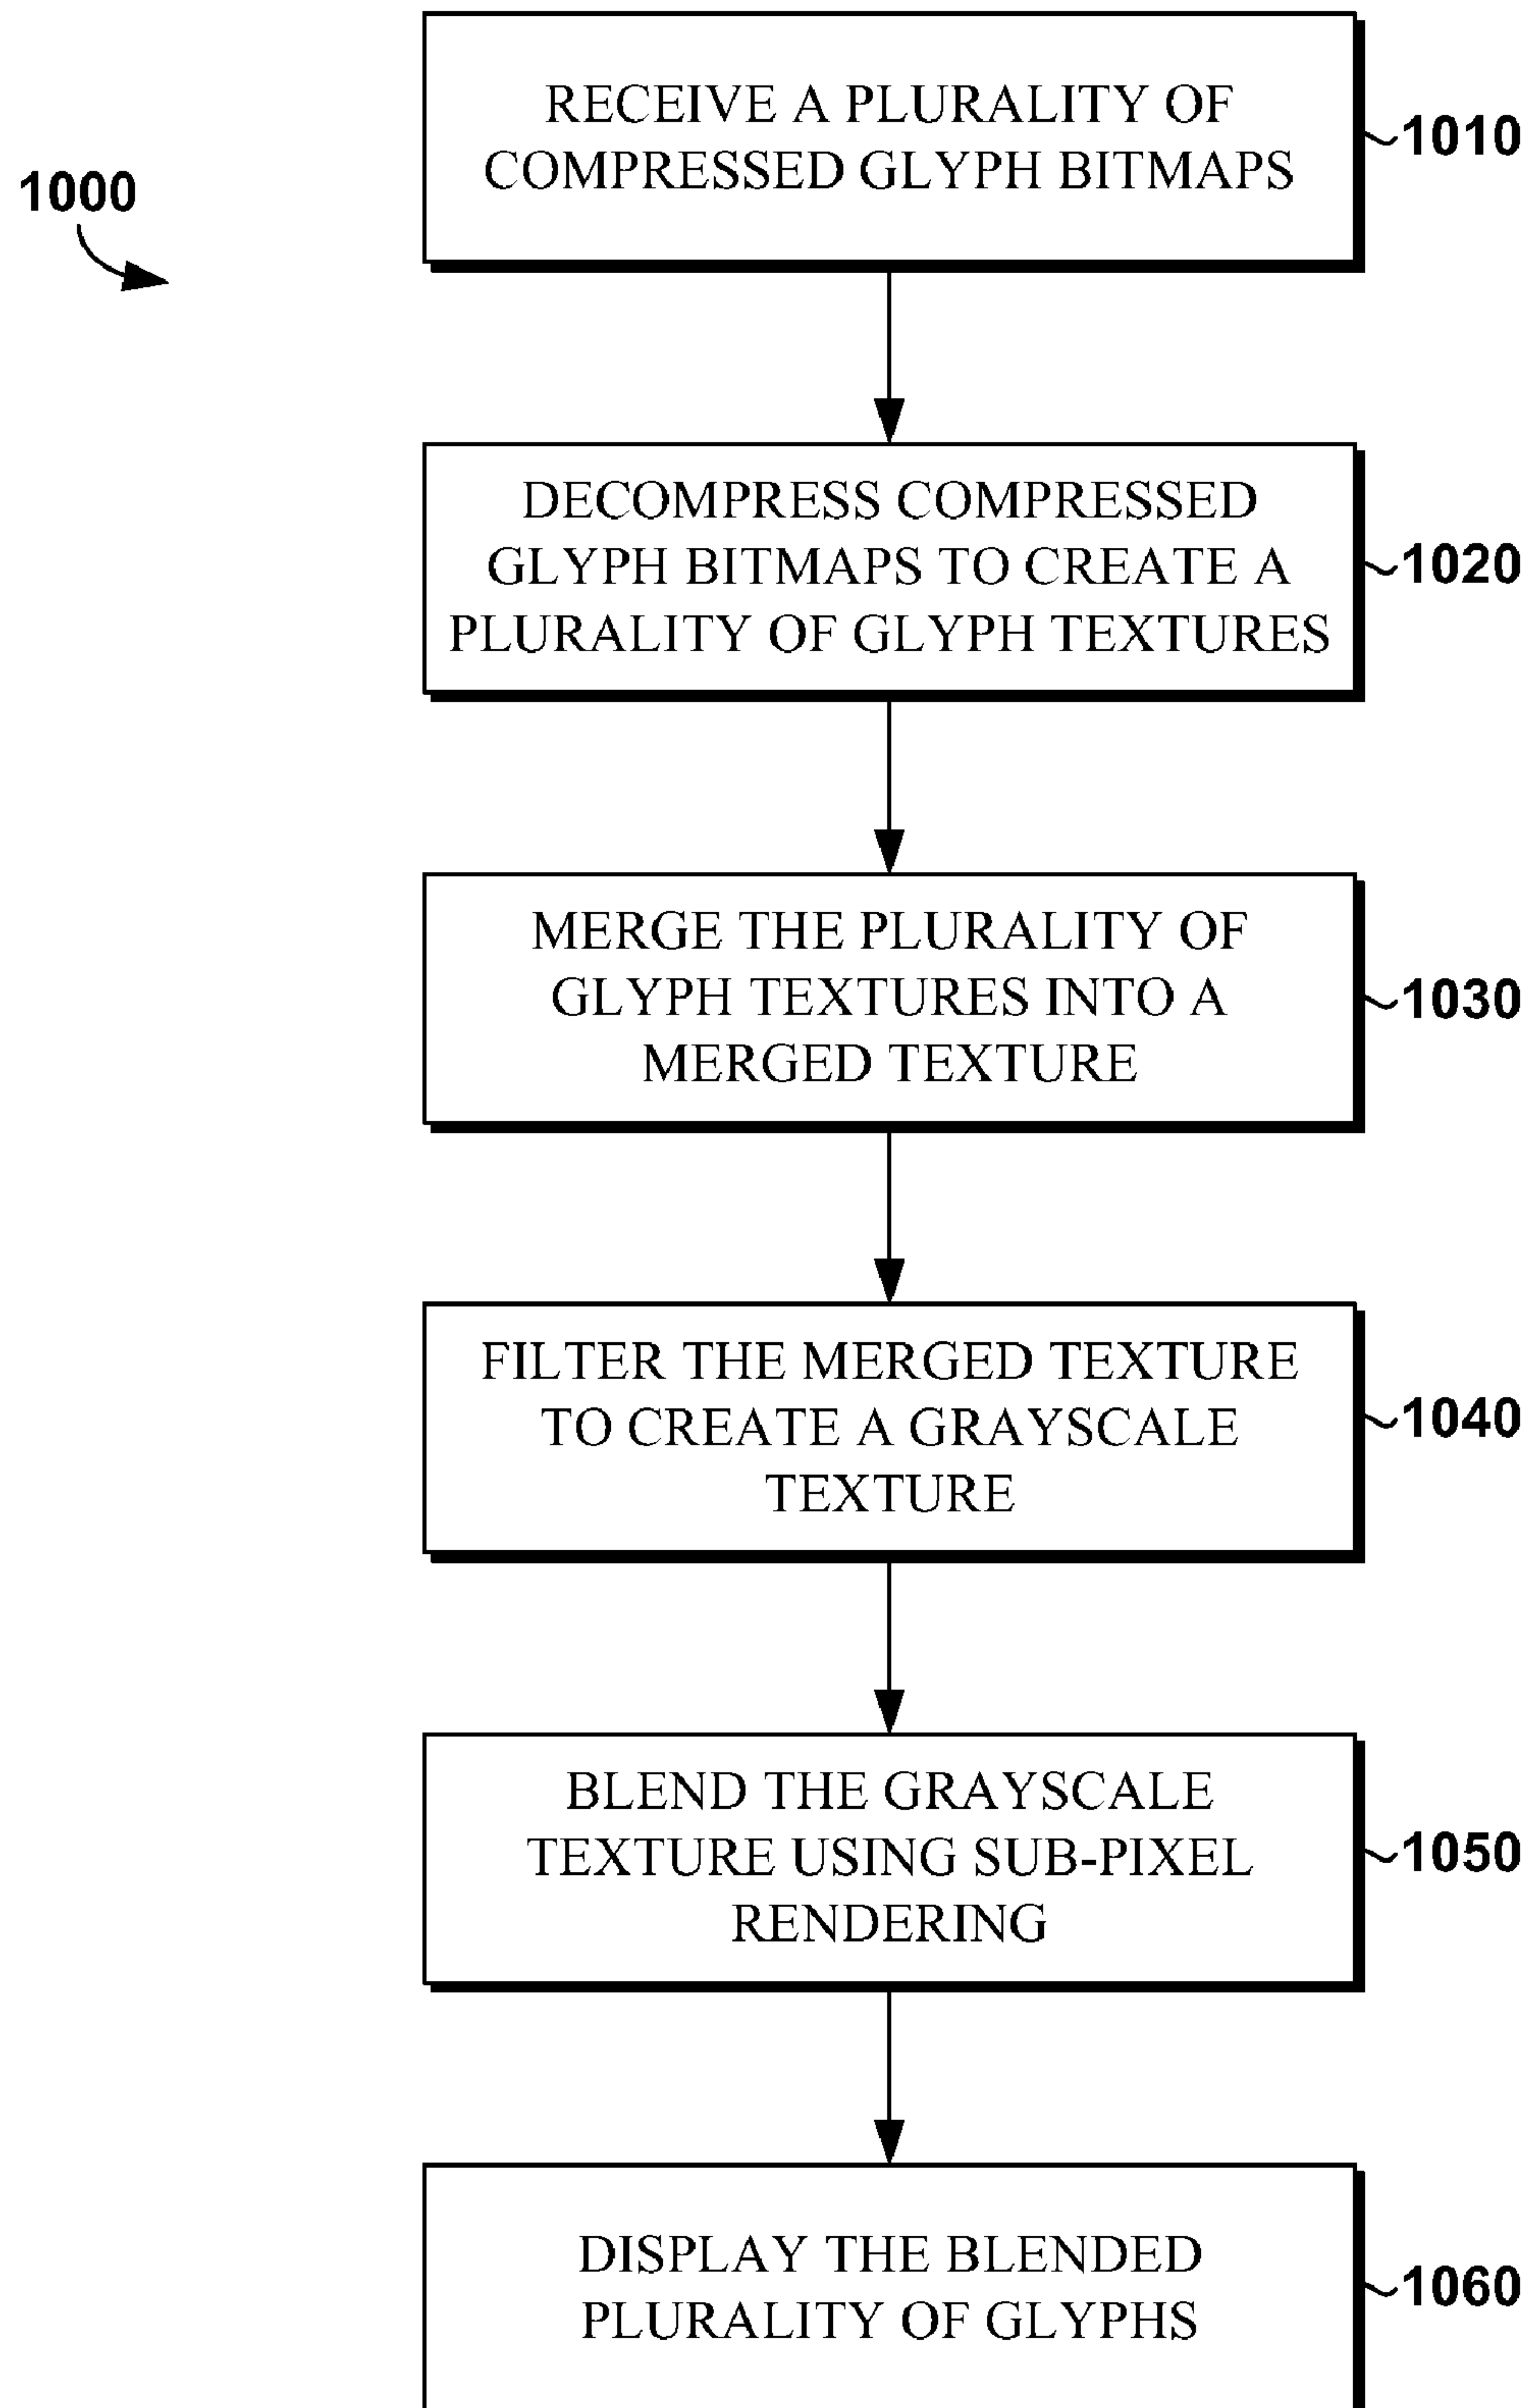 1000
RECEIVE A PLURALITY OF
COMPRESSED GLYPH BITMAPS
1010
DECOMPRESS COMPRESSED
GLYPH BITMAPS TO CREATE A
PLURALITY OF GLYPH TEXTURES
1020
MERGE THE PLURALITY OF
GLYPH TEXTURES INTO A
MERGED TEXTURE
1030
FILTER THE MERGED TEXTURE
TO CREATE A GRAYSCALE
TEXTURE
1040
BLEND THE GRAYSCALE
TEXTURE USING SUB-PIXEL
RENDERING
1050
DISPLAY THE BLENDED
PLURALITY OF GLYPHS
1060